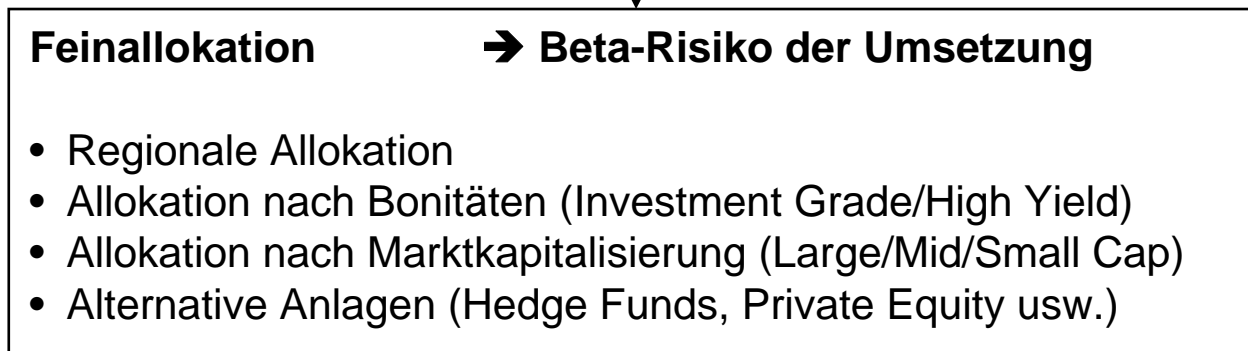 Feinallokation ➔ Beta-Risiko der Umsetzung
• Regionale Allokation
• Allokation nach Bonitäten (Investment Grade/High Yield)
• Allokation nach Marktkapitalisierung (Large/Mid/Small Cap)
• Alternative Anlagen (Hedge Funds, Private Equity usw.)